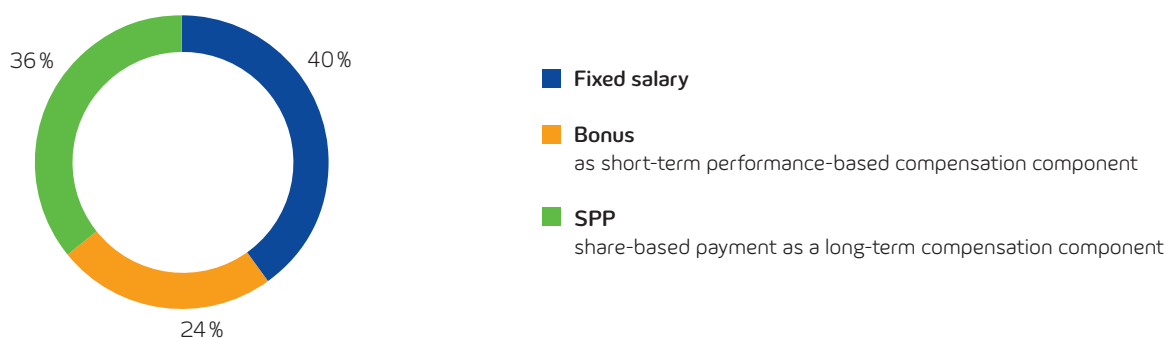 36 %
40 %
24 %
Fixed salary
Bonus
as short-term performance-based compensation component
SPP
share-based payment as a long-term compensation component